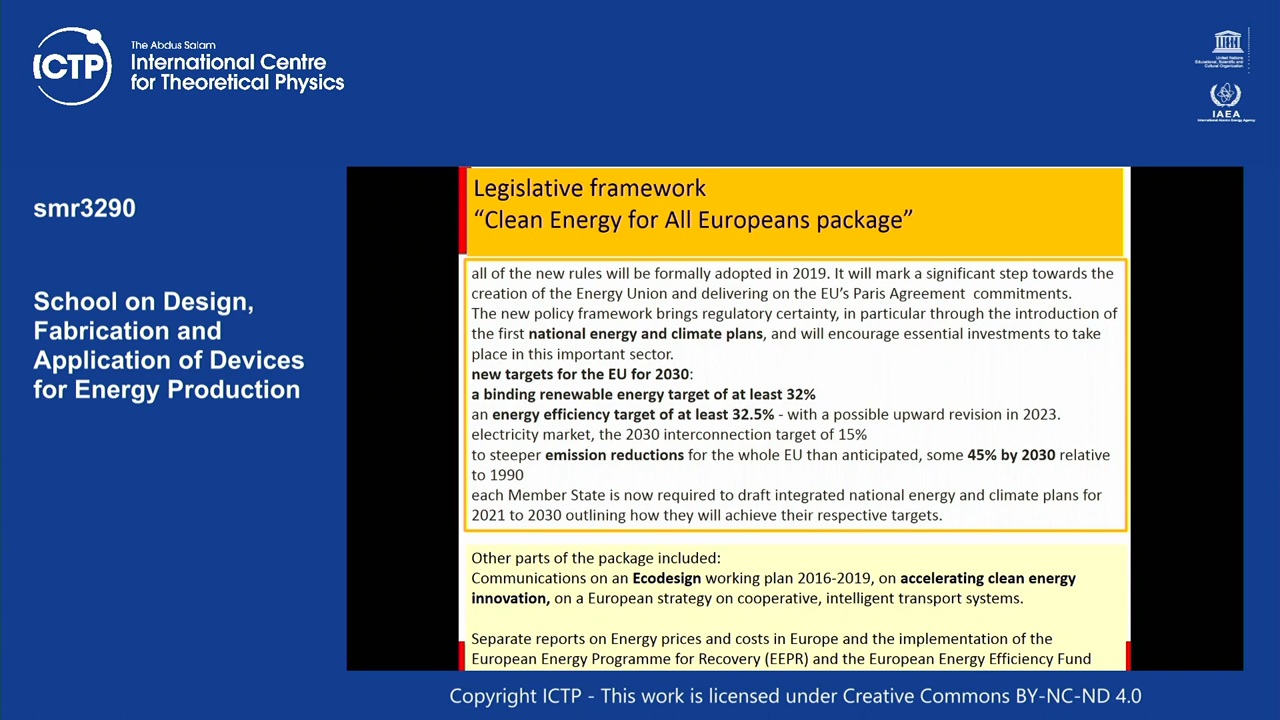 The Abdus Salam
ICTP
International Centre
for Theoretical Physics
United Nations
Educational, Scientific and
Cultural Organization
IAEA
International Atomic Energy Agency
smr3290
School on Design,
Fabrication and
Application of Devices
for Energy Production
Legislative framework
“Clean Energy for All Europeans package”
all of the new rules will be formally adopted in 2019. It will mark a significant step towards the
creation of the Energy Union and delivering on the EU’s Paris Agreement commitments.
The new policy framework brings regulatory certainty, in particular through the introduction of
the first national energy and climate plans, and will encourage essential investments to take
place in this important sector.
new targets for the EU for 2030:
a binding renewable energy target of at least 32%
an energy efficiency target of at least 32.5% - with a possible upward revision in 2023.
electricity market, the 2030 interconnection target of 15%
to steeper emission reductions for the whole EU than anticipated, some 45% by 2030 relative
to 1990
each Member State is now required to draft integrated national energy and climate plans for
2021 to 2030 outlining how they will achieve their respective targets.
Other parts of the package included:
Communications on an Ecodesign working plan 2016-2019, on accelerating clean energy
innovation, on a European strategy on cooperative, intelligent transport systems.
Separate reports on Energy prices and costs in Europe and the implementation of the
European Energy Programme for Recovery (EEPR) and the European Energy Efficiency Fund
Copyright ICTP - This work is licensed under Creative Commons BY-NC-ND 4.0